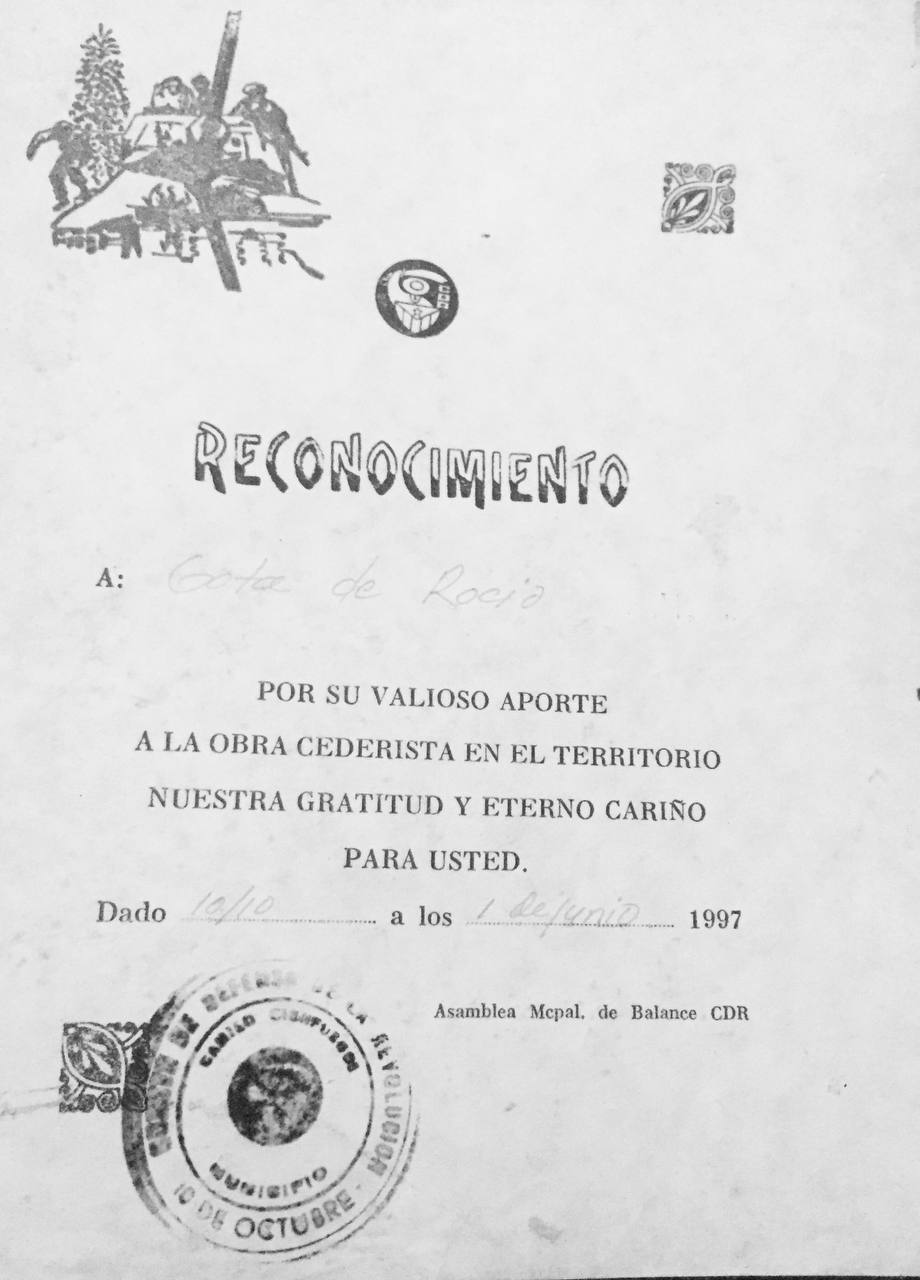 CDR
RECONOCIMIENTO
A: Gota de Rocio
POR SU VALIOSO APORTE
A LA OBRA CEDERISTA EN EL TERRITORIO
NUESTRA GRATITUD Y ETERNO CARIÑO
PARA USTED.
Dado 10/10 a los 1 de junio 1997
Asamblea Mcpal. de Balance CDR
DE DEFENSA DE LA REVOLUCION
CAMILO CIENFUEGOS
MUNICIPIO
10 DE OCTUBRE